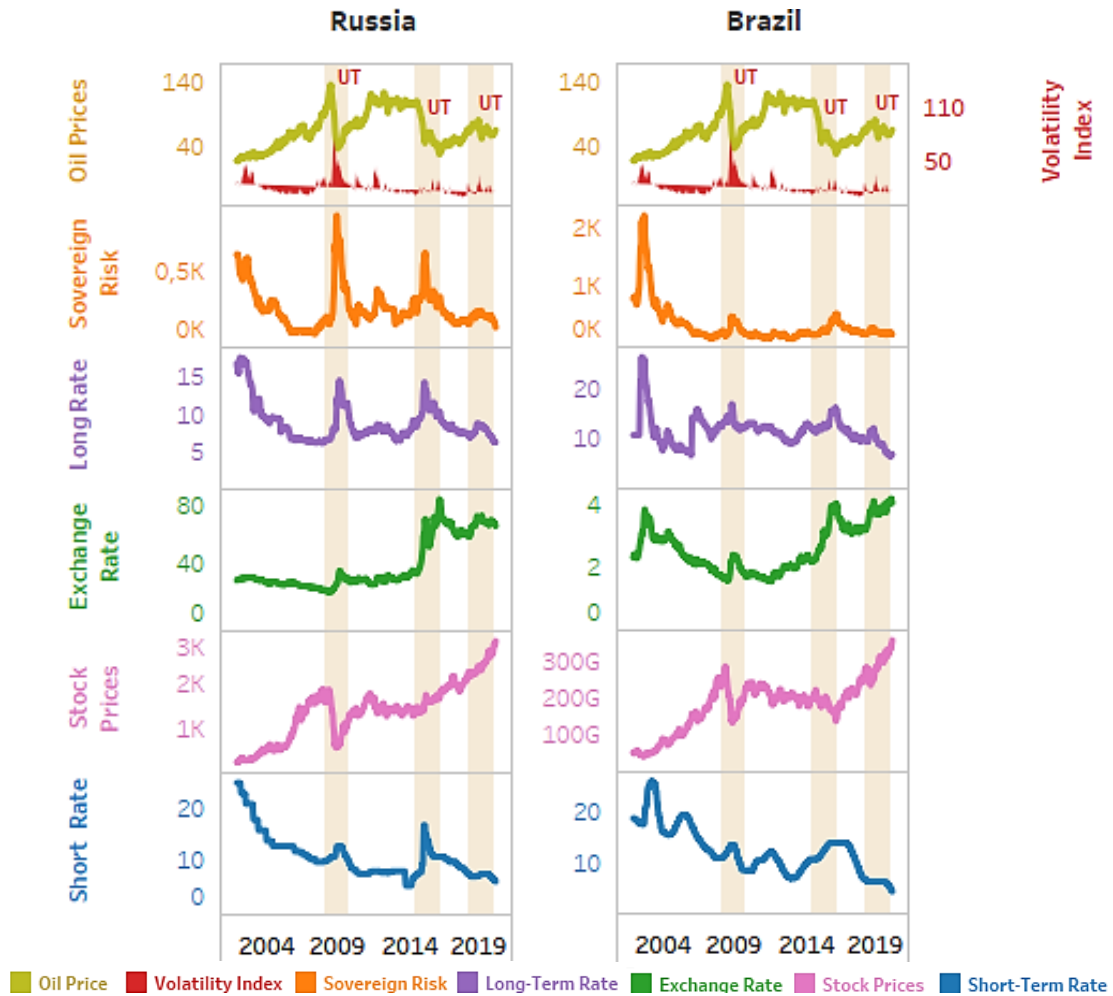 Russia
Brazil
Oil Prices
140
40
UT
UT
UT
140
40
UT
UT
UT
110
50
Volatility
Index
Sovereign
Risk
0,5K
0K
2K
1K
0K
Long Rate
15
10
5
20
10
Exchange
Rate
80
40
0
4
2
0
Stock
Prices
3K
2K
1K
300G
200G
100G
Short Rate
20
10
0
20
10
2004 2009 2014 2019
2004 2009 2014 2019
Oil Price Volatility Index Sovereign Risk Long-Term Rate Exchange Rate Stock Prices Short-Term Rate